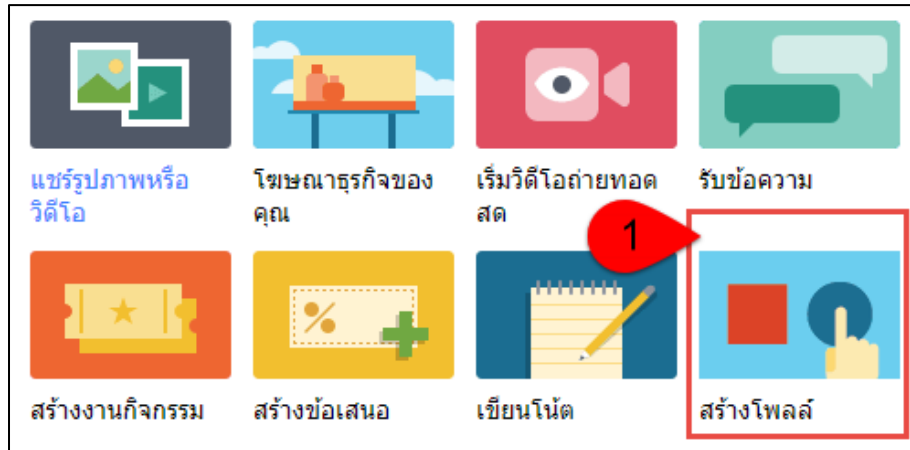 แชร์รูปภาพหรือ
วิดีโอ
โฆษณาธุรกิจของ
คุณ
เริ่มวิดีโอถ่ายทอด
สด
รับข้อความ
1
%
สร้างงานกิจกรรม
สร้างข้อเสนอ
เขียนโน้ต
สร้างโพลล์